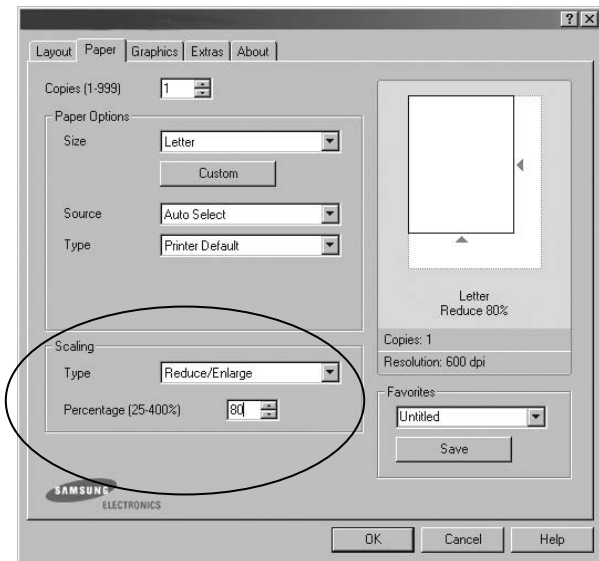 ? ×
Layout Paper Graphics Extras About
Copies (1-999) 1
Paper Options
Size Letter
Custom
Source Auto Select
Type Printer Default
Letter
Reduce 80%
Copies: 1
Resolution: 600 dpi
Scaling
Type Reduce/Enlarge
Percentage (25-400%) 80
Favorites
Untitled
Save
SAMSUNG
ELECTRONICS
OK Cancel Help